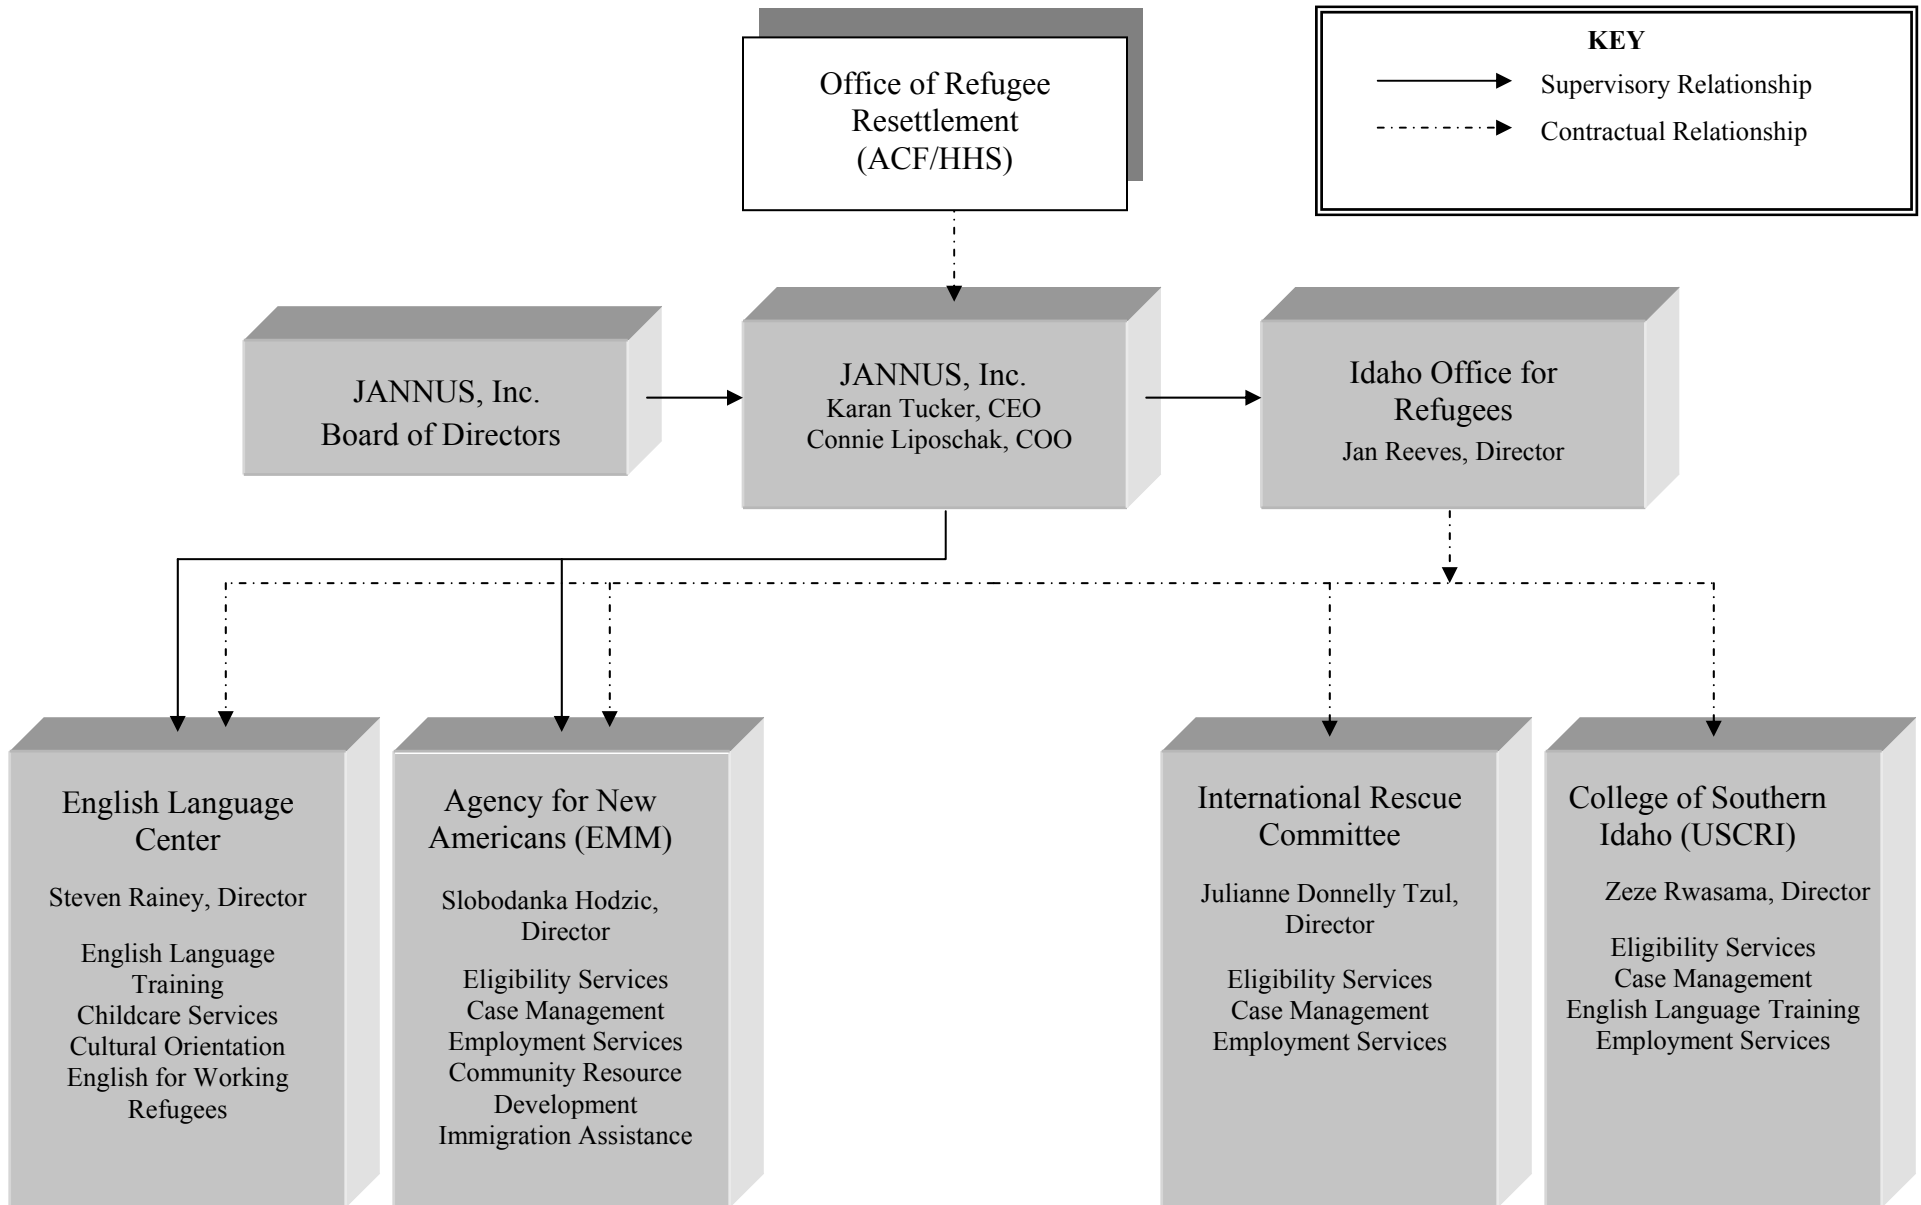 Office of Refugee
Resettlement
(ACF/HHS)
KEY
Supervisory Relationship
Contractual Relationship
JANNUS, Inc.
Board of Directors
JANNUS, Inc.
Karan Tucker, CEO
Connie Liposchak, COO
Idaho Office for
Refugees
Jan Reeves, Director
English Language
Center
Steven Rainey, Director
English Language
Training
Childcare Services
Cultural Orientation
English for Working
Refugees
Agency for New
Americans (EMM)
Slobodanka Hodzic,
Director
Eligibility Services
Case Management
Employment Services
Community Resource
Development
Immigration Assistance
International Rescue
Committee
Julianne Donnelly Tzul,
Director
Eligibility Services
Case Management
Employment Services
College of Southern
Idaho (USCRI)
Zeze Rwasama, Director
Eligibility Services
Case Management
English Language Training
Employment Services